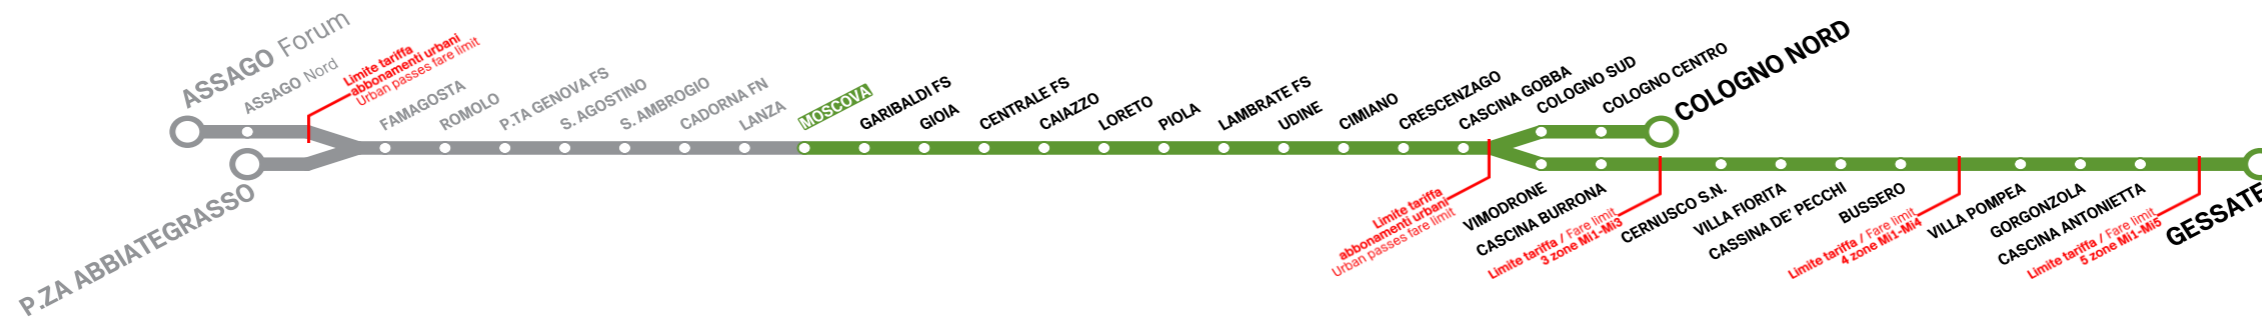 ASSAGO Forum
ASSAGO Nord
Limite tariffa
abbonamenti urbani
Urban passes fare limit
P.ZA ABBIATEGRASSO
FAMAGOSTA
ROMOLO
P.TA GENOVA FS
S. AGOSTINO
S. AMBROGIO
CADORNA FN
LANZA
MOSCOVA
GARIBALDI FS
GIOIA
CENTRALE FS
CAIAZZO
LORETO
PIOLA
LAMBRATE FS
UDINE
CIMIANO
CRESCENZAGO
CASCINA GOBBA
COLOGNO SUD
COLOGNO CENTRO
COLOGNO NORD
Limite tariffa
abbonamenti urbani
Urban passes fare limit
VIMODRONE
CASCINA BURRONA
Limite tariffa / Fare limit
3 zone Mi1-Mi3
CERNUSCO S.N.
VILLA FIORITA
CASSINA DE' PECCHI
BUSSERO
Limite tariffa / Fare limit
4 zone Mi1-Mi4
VILLA POMPEA
GORGONZOLA
CASCINA ANTONIETTA
Limite tariffa / Fare limit
5 zone Mi1-Mi5
GESSATE